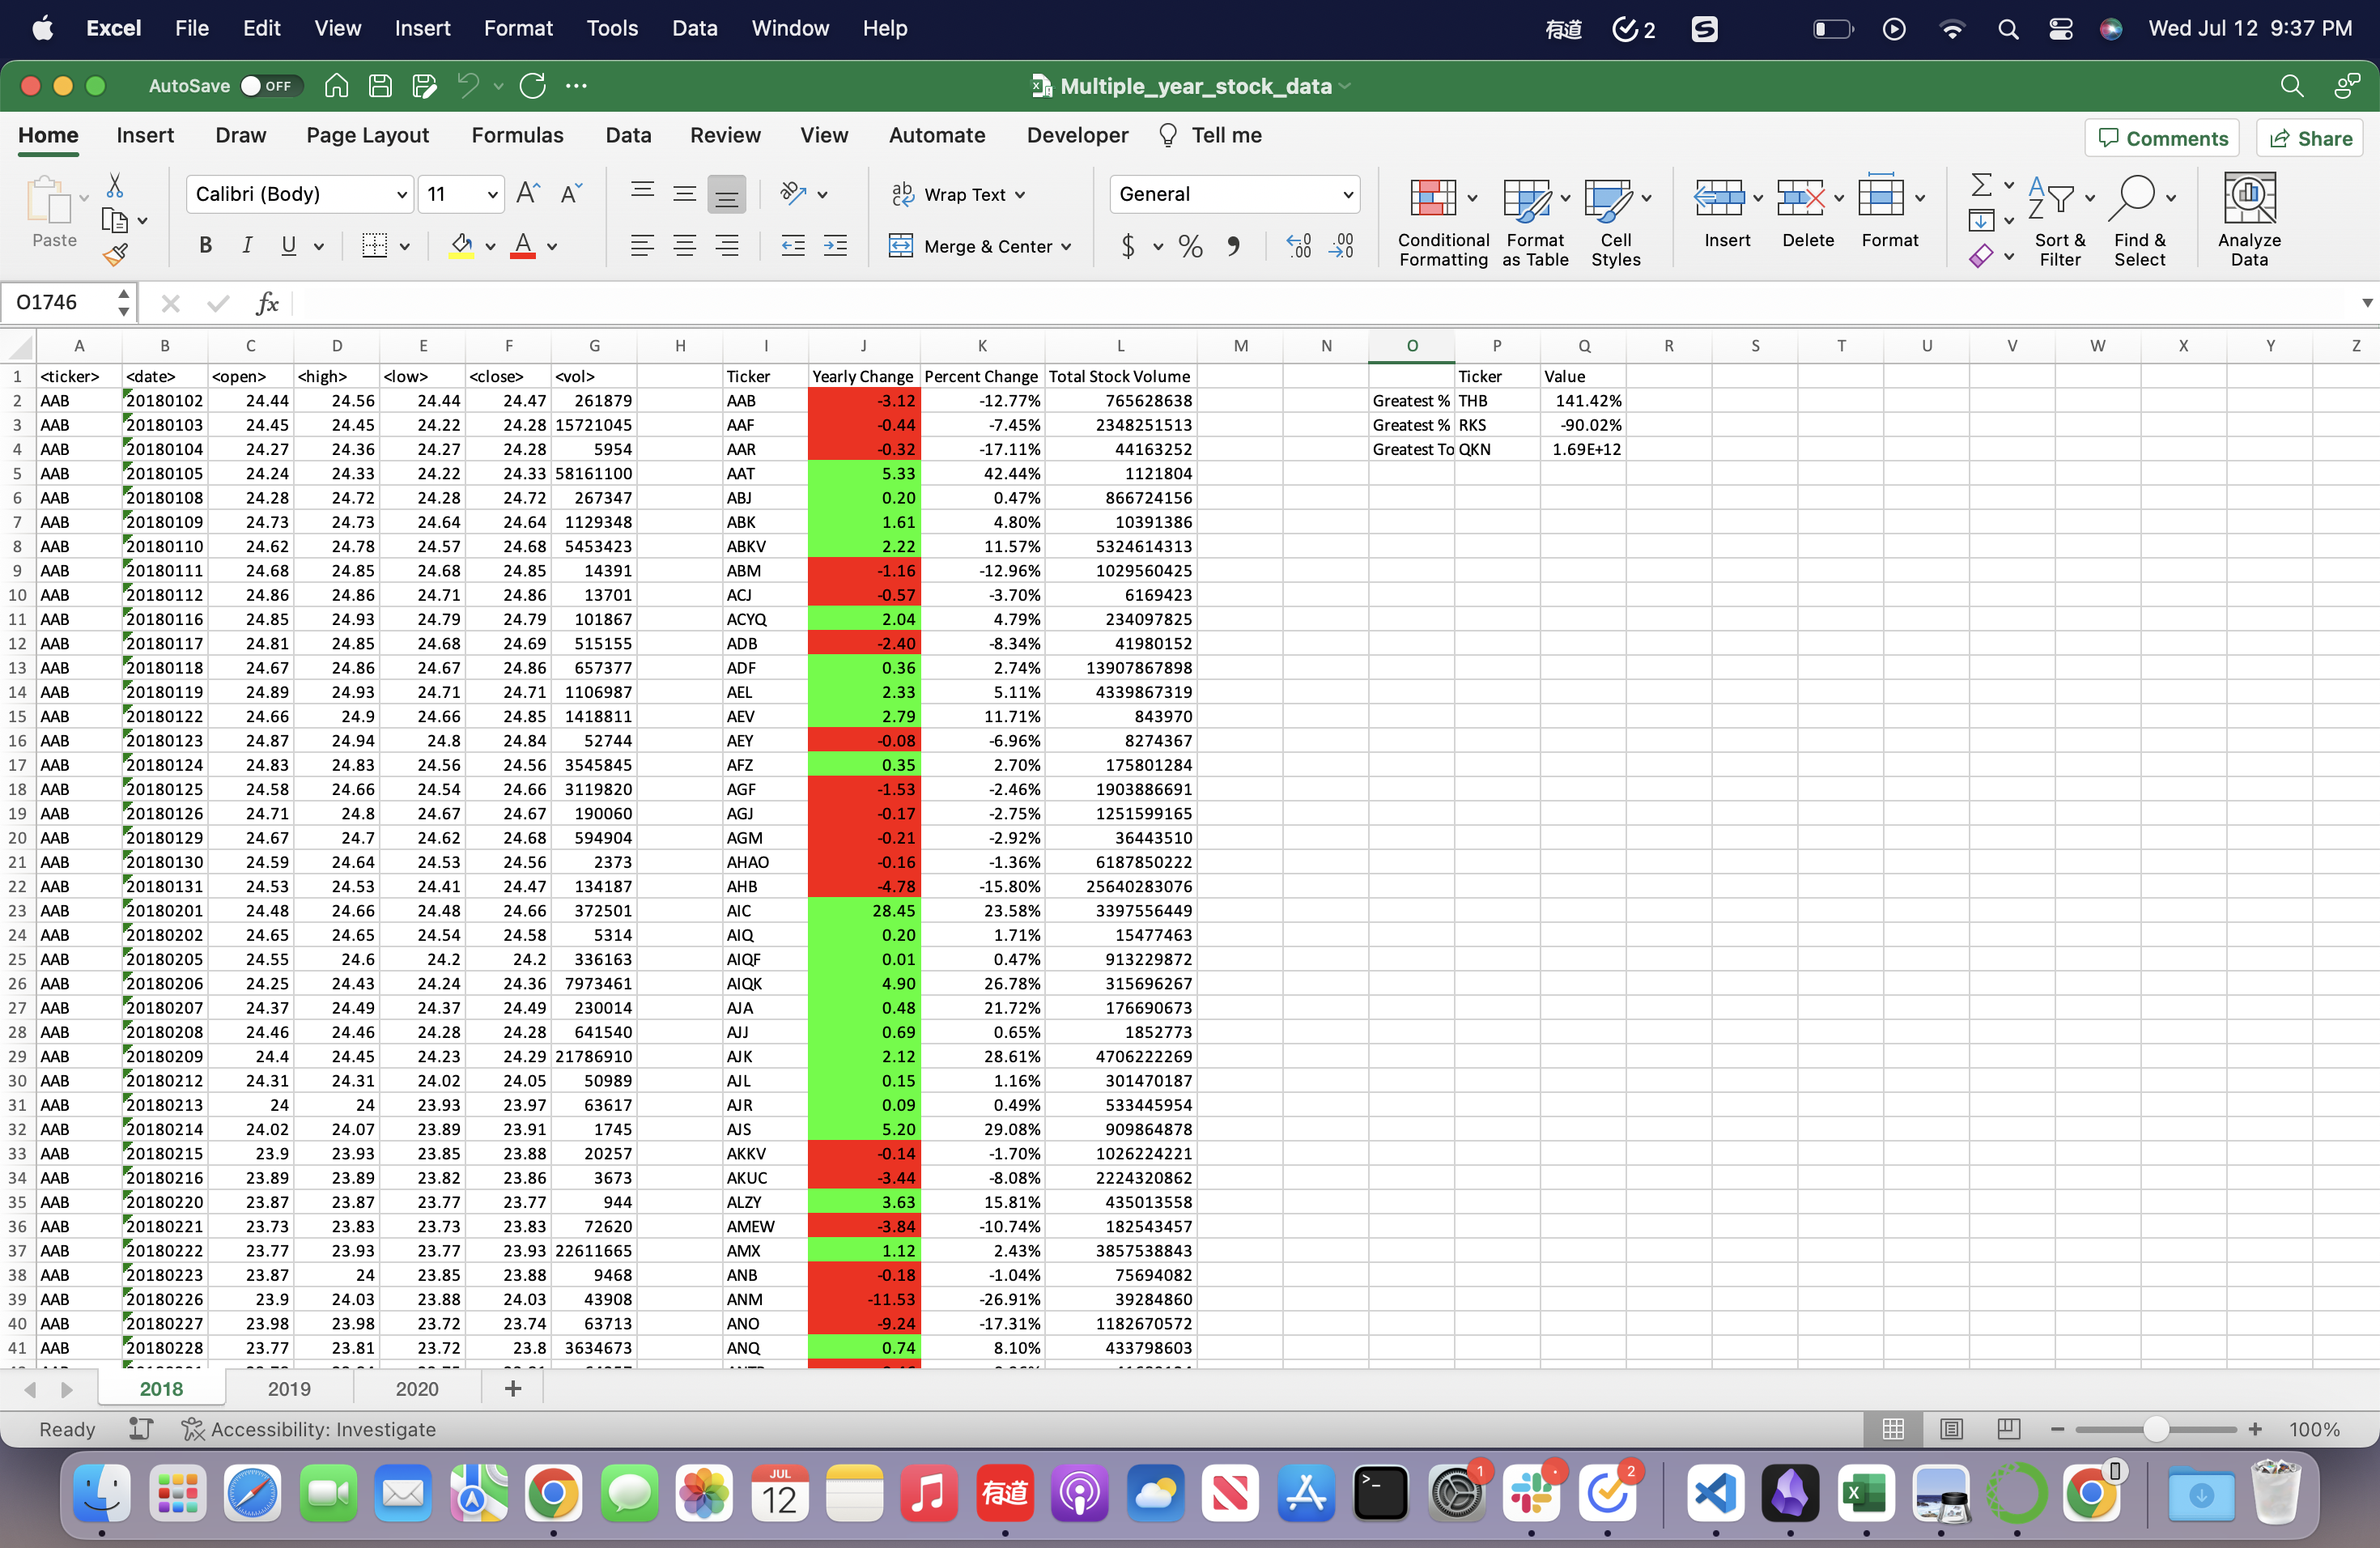 Excel File Edit View Insert Format Tools Data Window Help 有道 2 Wed Jul 12 9:37 PM
AutoSave OFF Multiple_year_stock_data
Home Insert Draw Page Layout Formulas Data Review View Automate Developer Tell me Comments Share
Paste Calibri (Body) 11 Wrap Text General Conditional Formatting Format as Table Cell Styles Insert Delete Format Sort & Filter Find & Select Analyze Data
B I U Merge & Center $ %
O1746 fx
A B C D E F G H I J K L M N O P Q R S T U V W X Y Z
1 <ticker> <date> <open> <high> <low> <close> <vol> Ticker Yearly Change Percent Change Total Stock Volume Ticker Value
2 AAB 20180102 24.44 24.56 24.44 24.47 261879 AAB -3.12 -12.77% 765628638 Greatest % THB 141.42%
3 AAB 20180103 24.45 24.45 24.22 24.28 15721045 AAF -0.44 -7.45% 2348251513 Greatest % RKS -90.02%
4 AAB 20180104 24.27 24.36 24.27 24.28 5954 AAR -0.32 -17.11% 44163252 Greatest To QKN 1.69E+12
5 AAB 20180105 24.24 24.33 24.22 24.33 58161100 AAT 5.33 42.44% 1121804
6 AAB 20180108 24.28 24.72 24.28 24.72 267347 ABJ 0.20 0.47% 866724156
7 AAB 20180109 24.73 24.73 24.64 24.64 1129348 ABK 1.61 4.80% 10391386
8 AAB 20180110 24.62 24.78 24.57 24.68 5453423 ABKV 2.22 11.57% 5324614313
9 AAB 20180111 24.68 24.85 24.68 24.85 14391 ABM -1.16 -12.96% 1029560425
10 AAB 20180112 24.86 24.86 24.71 24.86 13701 ACJ -0.57 -3.70% 6169423
11 AAB 20180116 24.85 24.93 24.79 24.79 101867 ACYQ 2.04 4.79% 234097825
12 AAB 20180117 24.81 24.85 24.68 24.69 515155 ADB -2.40 -8.34% 41980152
13 AAB 20180118 24.67 24.86 24.67 24.86 657377 ADF 0.36 2.74% 13907867898
14 AAB 20180119 24.89 24.93 24.71 24.71 1106987 AEL 2.33 5.11% 4339867319
15 AAB 20180122 24.66 24.9 24.66 24.85 1418811 AEV 2.79 11.71% 843970
16 AAB 20180123 24.87 24.94 24.8 24.84 52744 AEY -0.08 -6.96% 8274367
17 AAB 20180124 24.83 24.83 24.56 24.56 3545845 AFZ 0.35 2.70% 175801284
18 AAB 20180125 24.58 24.66 24.54 24.66 3119820 AGF -1.53 -2.46% 1903886691
19 AAB 20180126 24.71 24.8 24.67 24.67 190060 AGJ -0.17 -2.75% 1251599165
20 AAB 20180129 24.67 24.7 24.62 24.68 594904 AGM -0.21 -2.92% 36443510
21 AAB 20180130 24.59 24.64 24.53 24.56 2373 AHAO -0.16 -1.36% 6187850222
22 AAB 20180131 24.53 24.53 24.41 24.47 134187 AHB -4.78 -15.80% 25640283076
23 AAB 20180201 24.48 24.66 24.48 24.66 372501 AIC 28.45 23.58% 3397556449
24 AAB 20180202 24.65 24.65 24.54 24.58 5314 AIQ 0.20 1.71% 15477463
25 AAB 20180205 24.55 24.6 24.2 24.2 336163 AIQF 0.01 0.47% 913229872
26 AAB 20180206 24.25 24.43 24.24 24.36 7973461 AIQK 4.90 26.78% 315696267
27 AAB 20180207 24.37 24.49 24.37 24.49 230014 AJA 0.48 21.72% 176690673
28 AAB 20180208 24.46 24.46 24.28 24.28 641540 AJJ 0.69 0.65% 1852773
29 AAB 20180209 24.4 24.45 24.23 24.29 21786910 AJK 2.12 28.61% 4706222269
30 AAB 20180212 24.31 24.31 24.02 24.05 50989 AJL 0.15 1.16% 301470187
31 AAB 20180213 24 24 23.93 23.97 63617 AJR 0.09 0.49% 533445954
32 AAB 20180214 24.02 24.07 23.89 23.91 1745 AJS 5.20 29.08% 909864878
33 AAB 20180215 23.9 23.93 23.85 23.88 20257 AKKV -0.14 -1.70% 1026224221
34 AAB 20180216 23.89 23.89 23.82 23.86 3673 AKUC -3.44 -8.08% 2224320862
35 AAB 20180220 23.87 23.87 23.77 23.77 944 ALZY 3.63 15.81% 435013558
36 AAB 20180221 23.73 23.83 23.73 23.83 72620 AMEW -3.84 -10.74% 182543457
37 AAB 20180222 23.77 23.93 23.77 23.93 22611665 AMX 1.12 2.43% 3857538843
38 AAB 20180223 23.87 24 23.85 23.88 9468 ANB -0.18 -1.04% 75694082
39 AAB 20180226 23.9 24.03 23.88 24.03 43908 ANM -11.53 -26.91% 39284860
40 AAB 20180227 23.98 23.98 23.72 23.74 63713 ANO -9.24 -17.31% 1182670572
41 AAB 20180228 23.77 23.81 23.72 23.8 3634673 ANQ 0.74 8.10% 433798603
2018 2019 2020 +
Ready Accessibility: Investigate 100%
JUL 12 有道 1 2